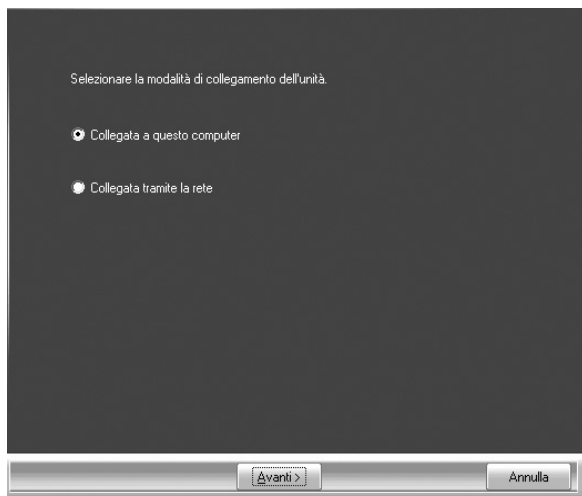 Selezionare la modalità di collegamento dell'unità.
Collegata a questo computer
Collegata tramite la rete
Avanti >
Annulla